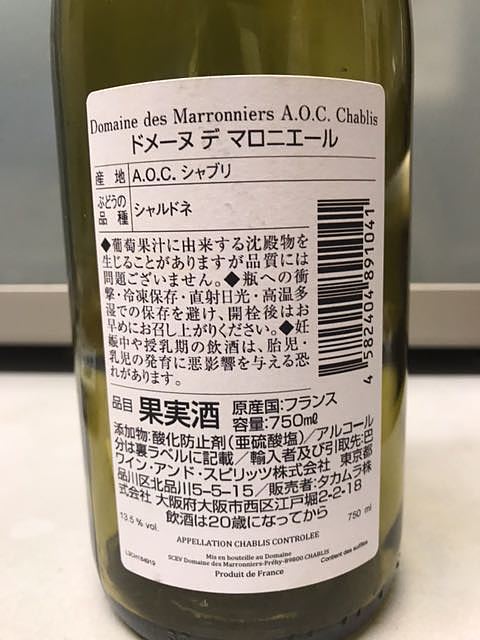 Domaine des Marronniers A.O.C. Chablis
ドメーヌ デ マロニエール
産 地 A.O.C. シャブリ
ぶどうの
品 種 シャルドネ
◆葡萄果汁に由来する沈殿物を
生じることがありますが品質には
問題ございません。◆瓶への衝
撃・冷凍保存・直射日光・高温多
湿での保存を避け、開栓後はお
早めにお召し上がりください。◆妊
娠中や授乳期の飲酒は、胎児・
乳児の発育に悪影響を与える恐
れがあります。
4 582404 891041
品目 果実酒 原産国:フランス
容量:750mℓ
添加物:酸化防止剤(亜硫酸塩)/アルコール
分は裏ラベルに記載/輸入者及び引取先:巴
ワイン・アンド・スピリッツ株式会社 東京都
品川区北品川5-5-15/販売者:タカムラ株
式会社 大阪府大阪市西区江戸堀2-2-18
飲酒は20歳になってから
13.5 % vol. 750 ml
APPELLATION CHABLIS CONTROLEE
Mis en bouteille au Domaine
SCEV Domaine des Marronniers-Préhy-89800 CHABLIS
Contient des sulfites
Produit de France